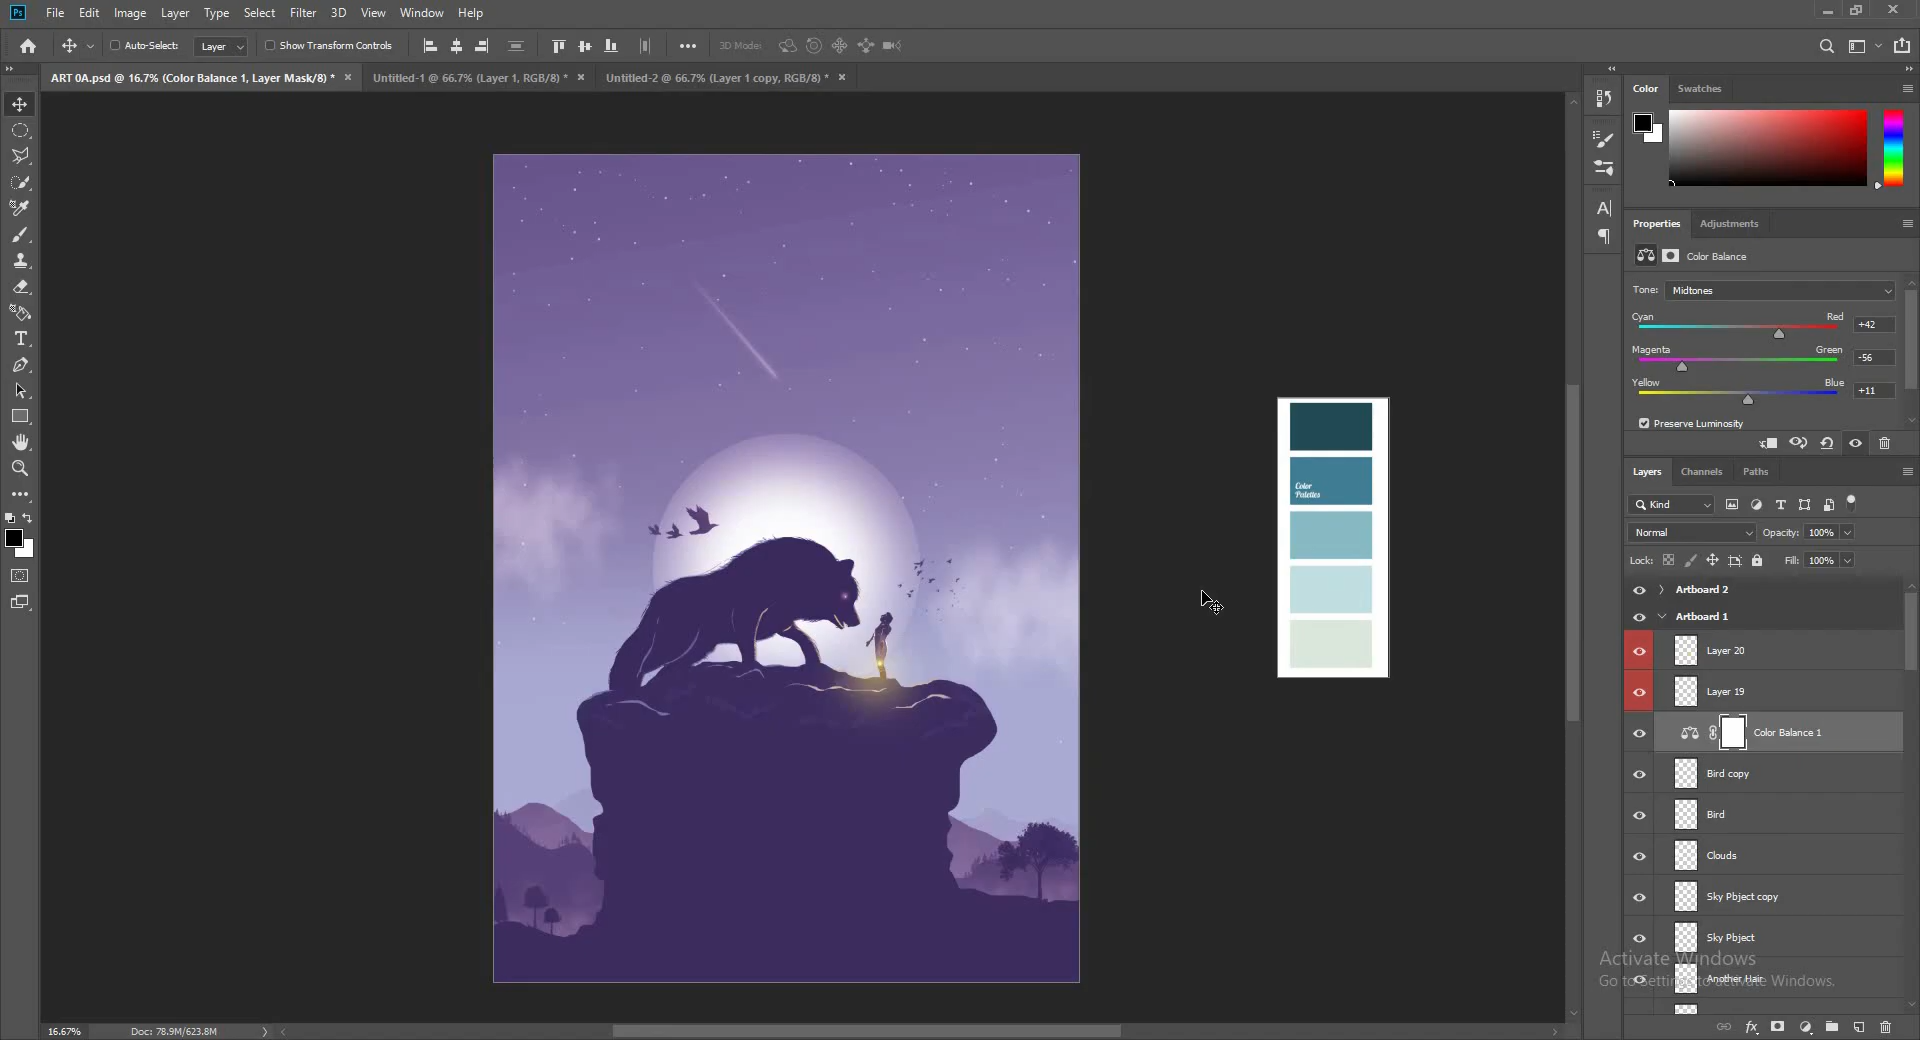 Ps File Edit Image Layer Type Select Filter 3D View Window Help
Auto-Select: Layer Show Transform Controls 3D Mode:
ART 0A.psd @ 16.7% (Color Balance 1, Layer Mask/8) * Untitled-1 @ 66.7% (Layer 1, RGB/8) * Untitled-2 @ 66.7% (Layer 1 copy, RGB/8) *
Color Swatches
Properties Adjustments
Color Balance
Tone: Midtones
Cyan Red +42
Magenta Green -56
Yellow Blue +11
Preserve Luminosity
Layers Channels Paths
Kind
Normal Opacity: 100%
Lock: Fill: 100%
Artboard 2
Artboard 1
Layer 20
Layer 19
Color Balance 1
Bird copy
Bird
Clouds
Sky Pbject copy
Sky Pbject
Another Hair
Color
Palettes
Activate Windows
Go to Settings to activate Windows.
16.67% Doc: 78.9M/623.8M